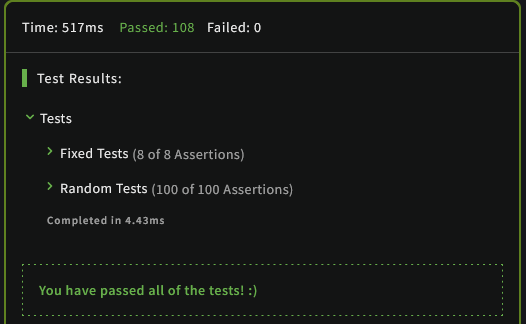 Time: 517ms Passed: 108 Failed: 0
Test Results:
Tests
Fixed Tests (8 of 8 Assertions)
Random Tests (100 of 100 Assertions)
Completed in 4.43ms
You have passed all of the tests! :)